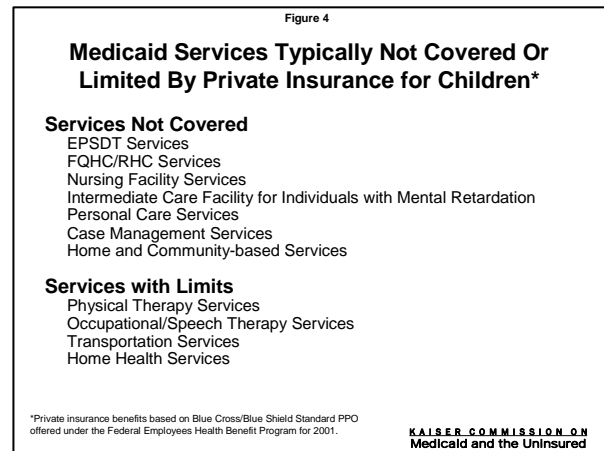 Figure 4
Medicaid Services Typically Not Covered Or
Limited By Private Insurance for Children*
Services Not Covered
EPSDT Services
FQHC/RHC Services
Nursing Facility Services
Intermediate Care Facility for Individuals with Mental Retardation
Personal Care Services
Case Management Services
Home and Community-based Services
Services with Limits
Physical Therapy Services
Occupational/Speech Therapy Services
Transportation Services
Home Health Services
*Private insurance benefits based on Blue Cross/Blue Shield Standard PPO
offered under the Federal Employees Health Benefit Program for 2001.
KAISER COMMISSION ON
Medicaid and the Uninsured